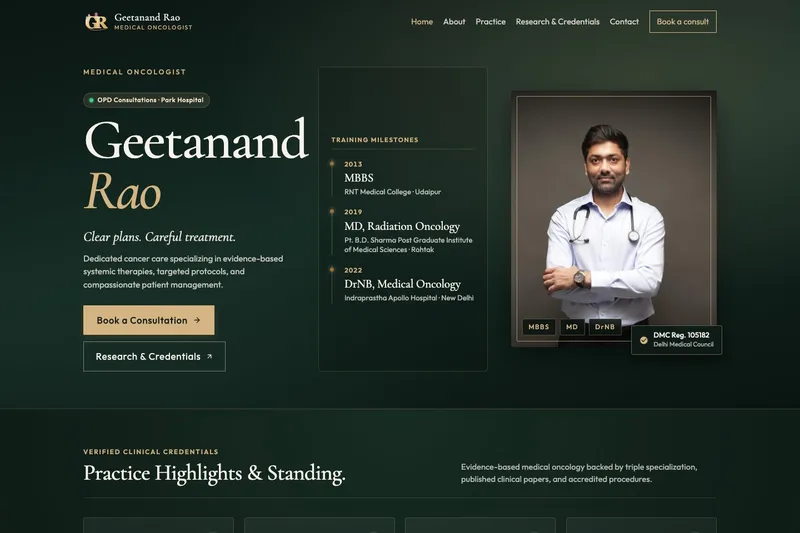 GR
Geetanand Rao
MEDICAL ONCOLOGIST
Home
About
Practice
Research & Credentials
Contact
Book a consult
MEDICAL ONCOLOGIST
OPD Consultations · Park Hospital
Geetanand
Rao
Clear plans. Careful treatment.
Dedicated cancer care specializing in evidence-based
systemic therapies, targeted protocols, and
compassionate patient management.
Book a Consultation →
Research & Credentials ↗
TRAINING MILESTONES
2013
MBBS
RNT Medical College · Udaipur
2019
MD, Radiation Oncology
Pt. B.D. Sharma Post Graduate Institute
of Medical Sciences · Rohtak
2022
DrNB, Medical Oncology
Indraprastha Apollo Hospital · New Delhi
MBBS
MD
DrNB
DMC Reg. 105182
Delhi Medical Council
VERIFIED CLINICAL CREDENTIALS
Practice Highlights & Standing.
Evidence-based medical oncology backed by triple specialization,
published clinical papers, and accredited procedures.